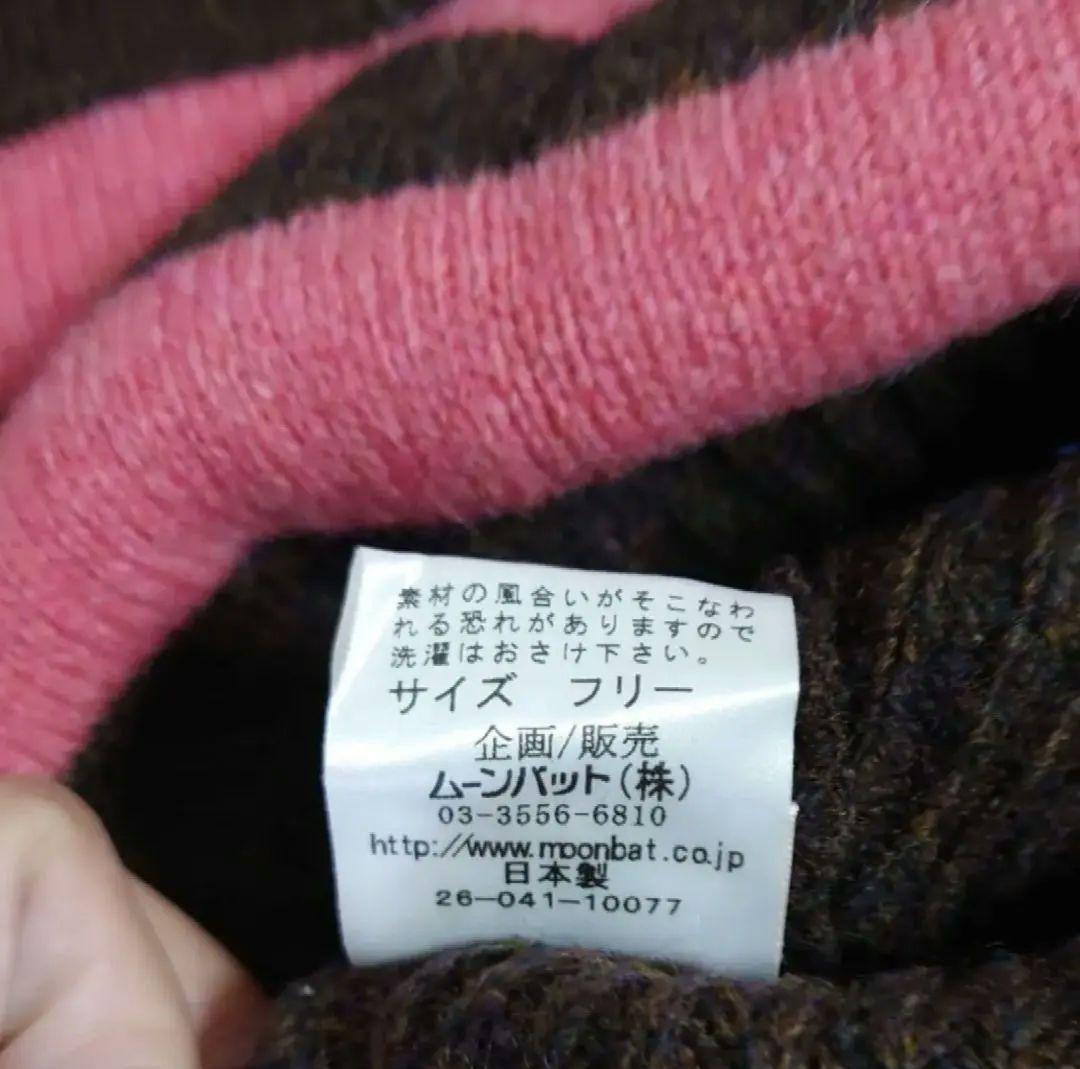 素材の風合いがそこなわ
れる恐れがありますので
洗濯はおさけ下さい。
サイズ フリー
企画/販売
ムーンバット(株)
03-3556-6810
http://www.moonbat.co.jp
日本製
26-041-10077